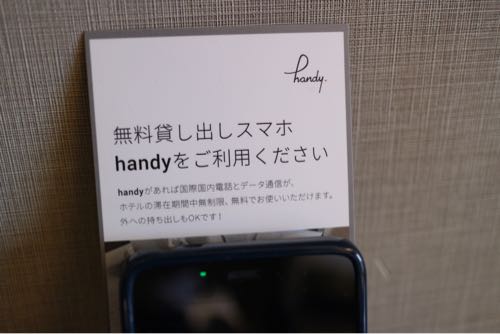 handy.
無料貸し出しスマホ
handyをご利用ください
handyがあれば国際国内電話とデータ通信が、
ホテルの滞在期間中無制限、無料でお使いいただけます。
外への持ち出しもOKです！